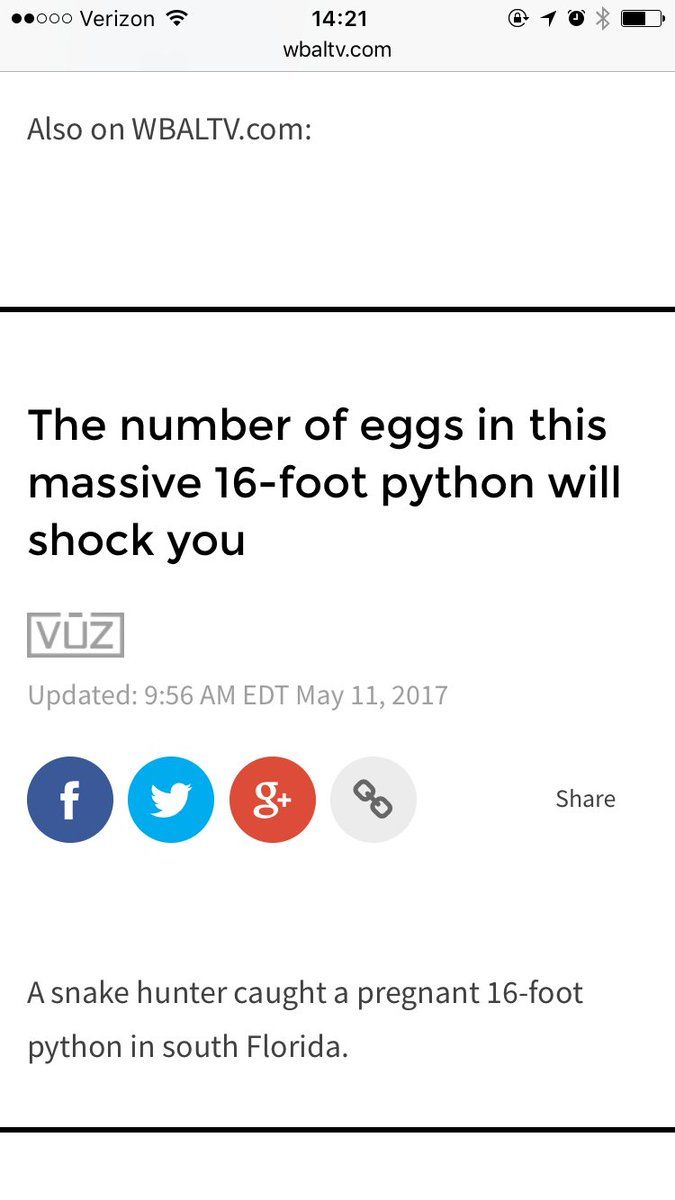 Verizon 14:21
wbaltv.com
Also on WBALTV.com:
The number of eggs in this
massive 16-foot python will
shock you
VŪZ
Updated: 9:56 AM EDT May 11, 2017
f g+ Share
A snake hunter caught a pregnant 16-foot
python in south Florida.